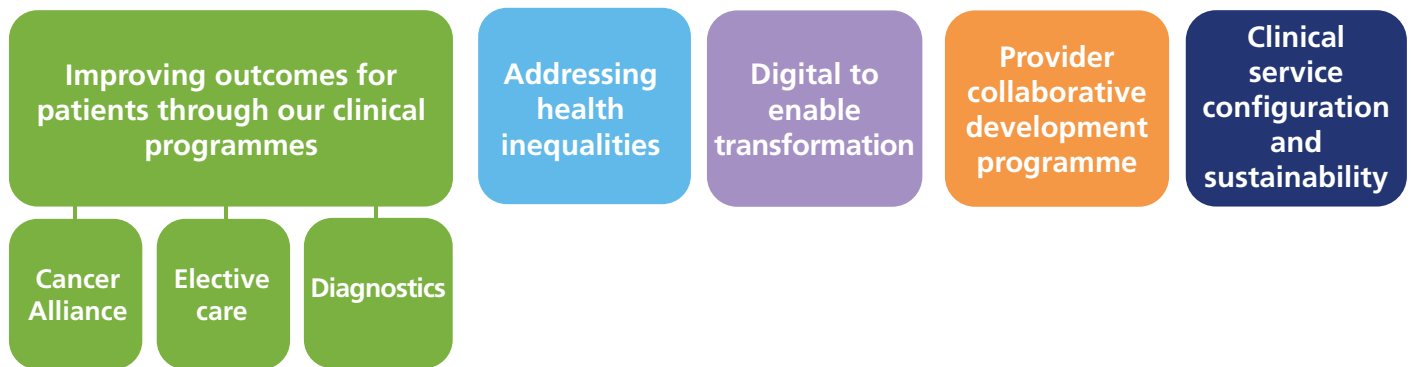 Improving outcomes for
patients through our clinical
programmes
Cancer
Alliance
Elective
care
Diagnostics
Addressing
health
inequalities
Digital to
enable
transformation
Provider
collaborative
development
programme
Clinical
service
configuration
and
sustainability